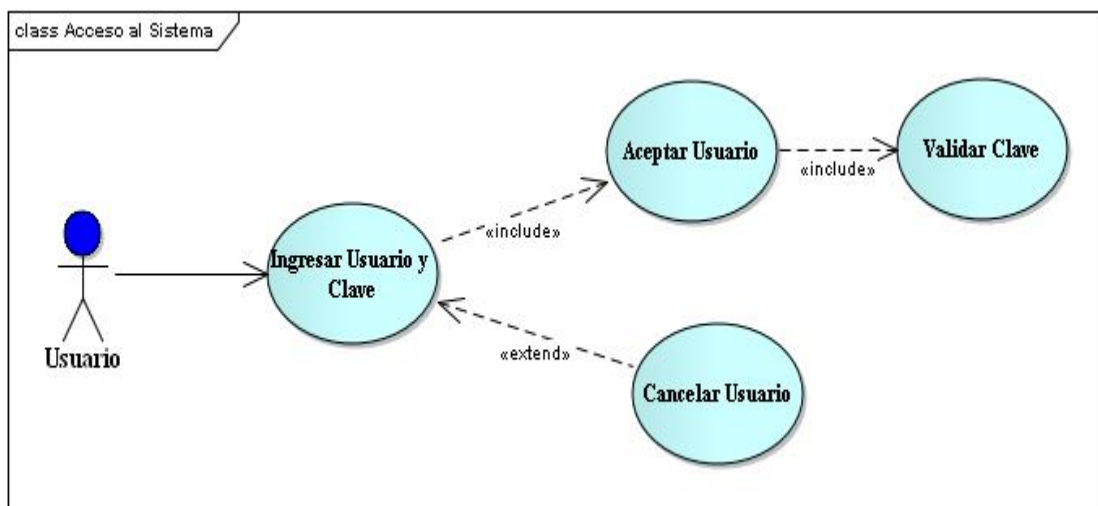 class Acceso al Sistema
Aceptar Usuario
Validar Clave
«include»
«include»
Ingresar Usuario y
Clave
Usuario
«extend»
Cancelar Usuario